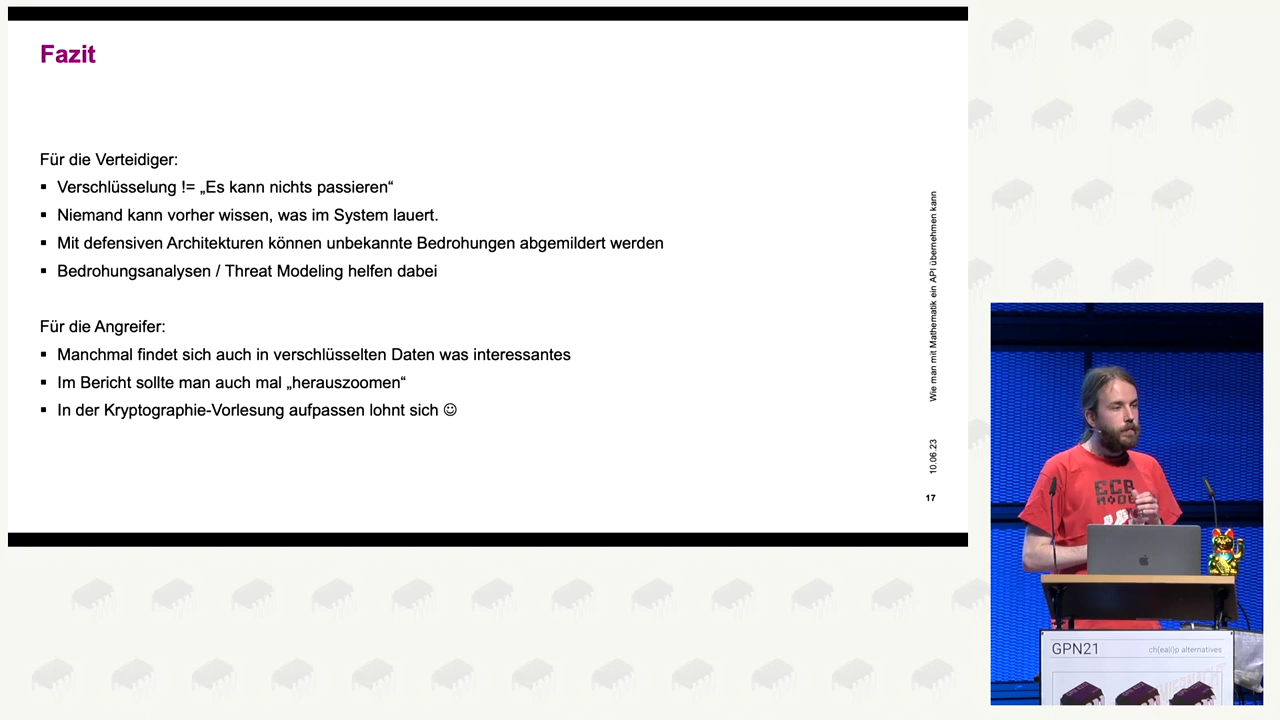 Fazit
Für die Verteidiger:
▪ Verschlüsselung != „Es kann nichts passieren“
▪ Niemand kann vorher wissen, was im System lauert.
▪ Mit defensiven Architekturen können unbekannte Bedrohungen abgemildert werden
▪ Bedrohungsanalysen / Threat Modeling helfen dabei
Für die Angreifer:
▪ Manchmal findet sich auch in verschlüsselten Daten was interessantes
▪ Im Bericht sollte man auch mal „herauszoomen“
▪ In der Kryptographie-Vorlesung aufpassen lohnt sich ☺
Wie man mit Mathematik ein API übernehmen kann
10.06.23
17
ECB
MODE
GPN21
ch(ea|i)p alternatives